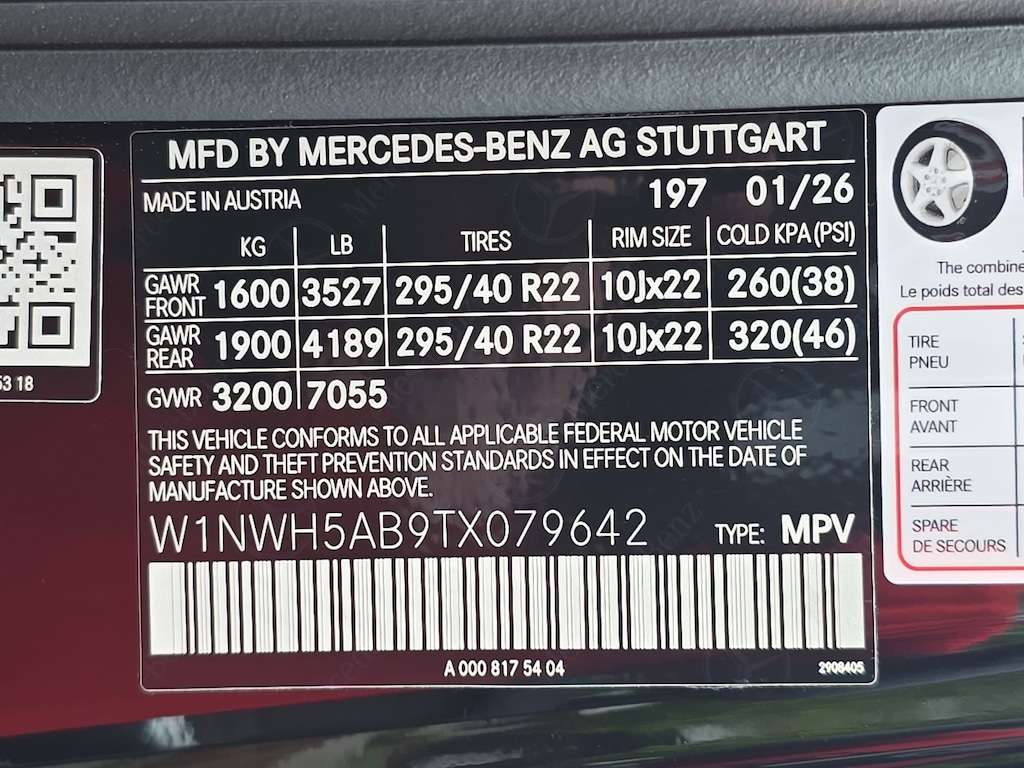 MFD BY MERCEDES-BENZ AG STUTTGART
MADE IN AUSTRIA 197 01/26
KG LB TIRES RIM SIZE COLD KPA (PSI)
GAWR FRONT 1600 3527 295/40 R22 10Jx22 260(38)
GAWR REAR 1900 4189 295/40 R22 10Jx22 320(46)
GVWR 3200 7055
THIS VEHICLE CONFORMS TO ALL APPLICABLE FEDERAL MOTOR VEHICLE
SAFETY AND THEFT PREVENTION STANDARDS IN EFFECT ON THE DATE OF
MANUFACTURE SHOWN ABOVE.
W1NWH5AB9TX079642 TYPE: MPV
A 000 817 54 04 2908405
53 18
The combine
Le poids total des
TIRE
PNEU
FRONT
AVANT
REAR
ARRIÈRE
SPARE
DE SECOURS